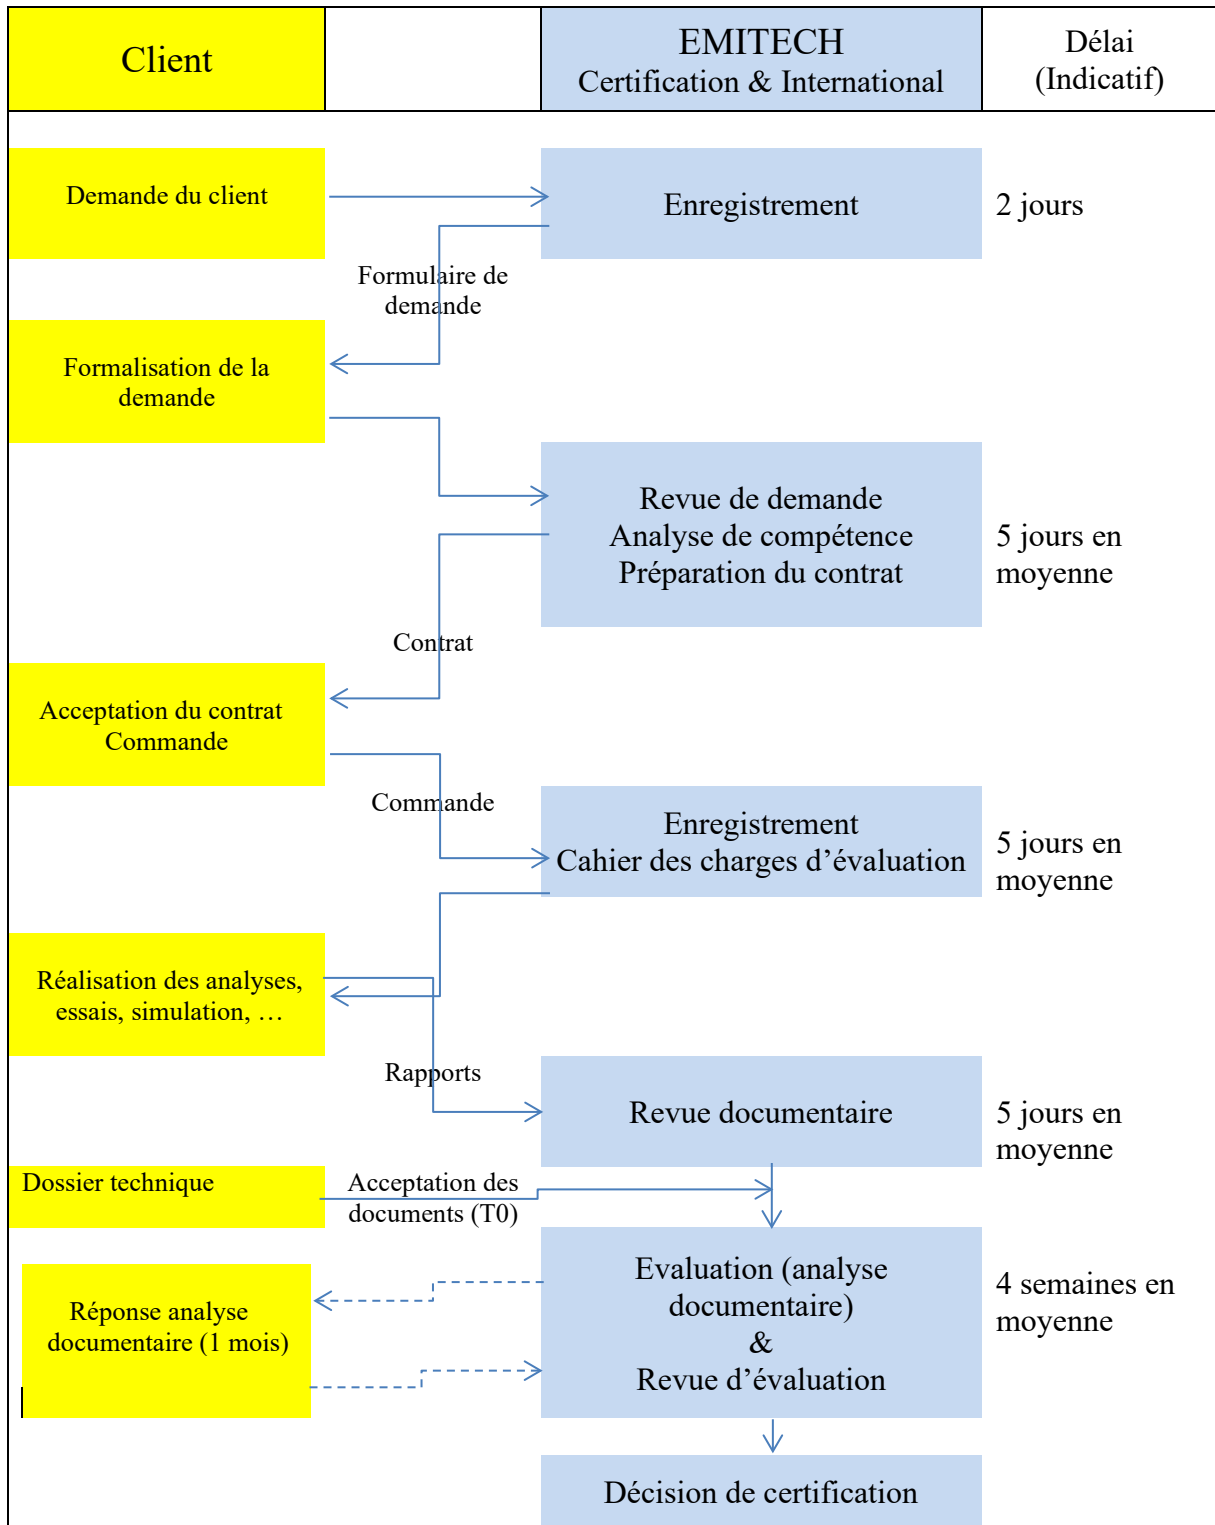 Client
EMITECH
Certification & International
Délai
(Indicatif)
Demande du client
Enregistrement
2 jours
Formulaire de
demande
Formalisation de la
demande
Revue de demande
Analyse de compétence
Préparation du contrat
5 jours en
moyenne
Contrat
Acceptation du contrat
Commande
Commande
Enregistrement
Cahier des charges d’évaluation
5 jours en
moyenne
Réalisation des analyses,
essais, simulation, …
Rapports
Revue documentaire
5 jours en
moyenne
Dossier technique
Acceptation des
documents (T0)
Evaluation (analyse
documentaire)
&
Revue d’évaluation
4 semaines en
moyenne
Réponse analyse
documentaire (1 mois)
Décision de certification